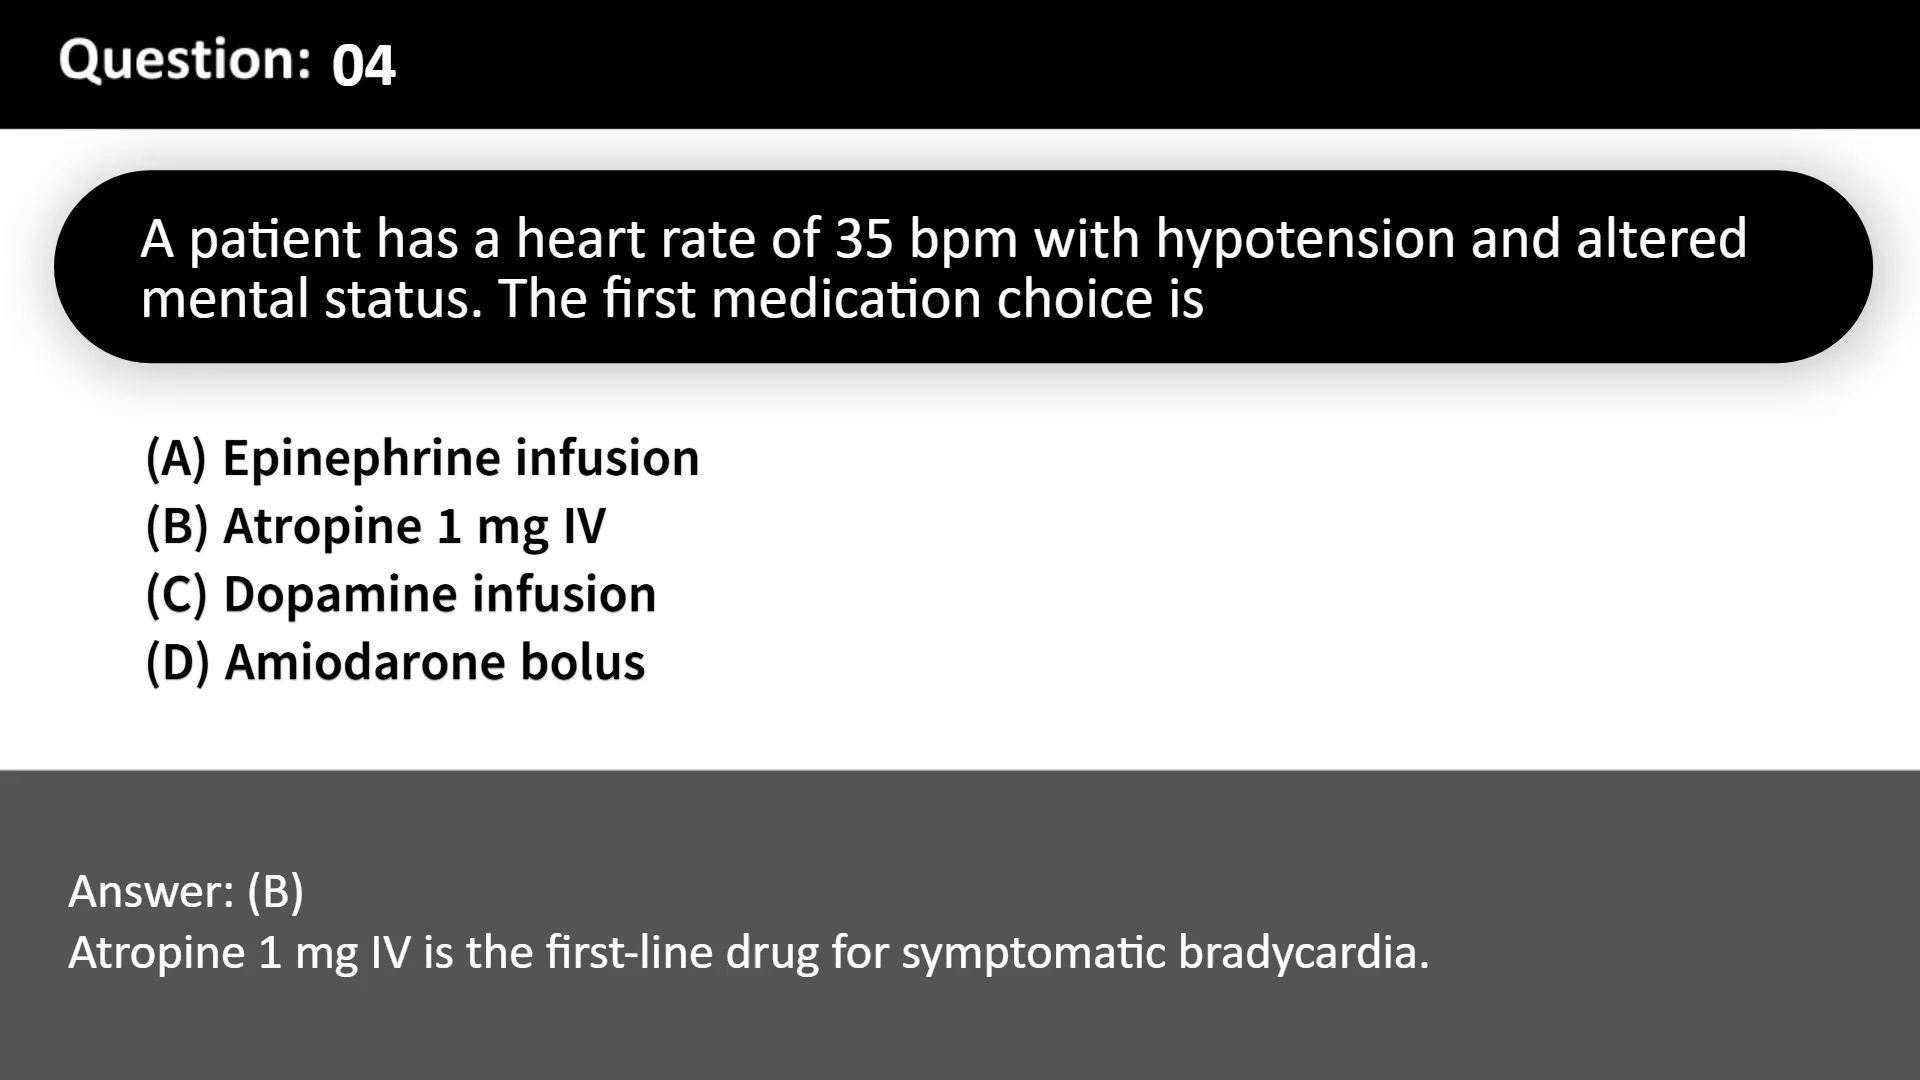 Question: 04
A patient has a heart rate of 35 bpm with hypotension and altered
mental status. The first medication choice is
(A) Epinephrine infusion
(B) Atropine 1 mg IV
(C) Dopamine infusion
(D) Amiodarone bolus
Answer: (B)
Atropine 1 mg IV is the first-line drug for symptomatic bradycardia.